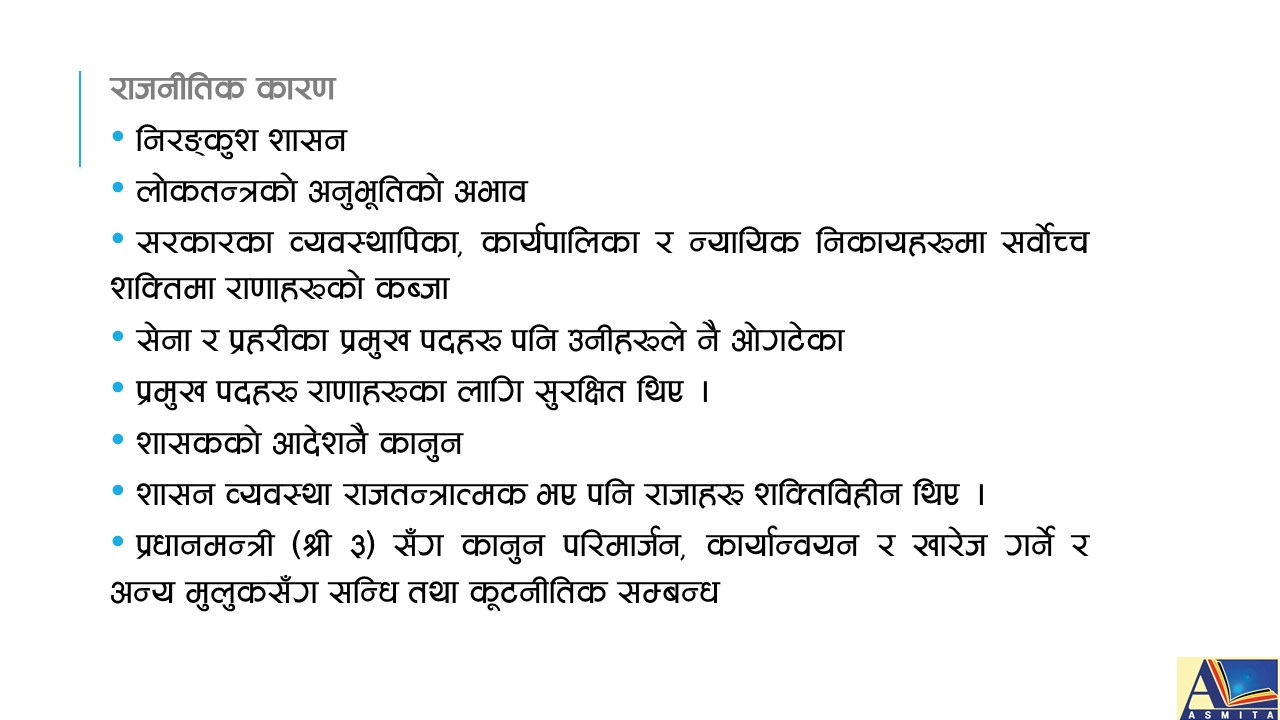 राजनीतिक कारण
• निरङ्कुश शासन
• लोकतन्त्रको अनुभूतिको अभाव
• सरकारका व्यवस्थापिका, कार्यपालिका र न्यायिक निकायहरुमा सर्वोच्च
शक्तिमा राणाहरुको कब्जा
• सेना र प्रहरीका प्रमुख पदहरु पनि उनीहरुले नै ओगटेका
• प्रमुख पदहरु राणाहरुका लागि सुरक्षित थिए ।
• शासकको आदेशनै कानुन
• शासन व्यवस्था राजतन्त्रात्मक भए पनि राजाहरु शक्तिविहीन थिए ।
• प्रधानमन्त्री (श्री ३) सँग कानुन परिमार्जन, कार्यान्वयन र खारेज गर्ने र
अन्य मुलुकसँग सन्धि तथा कूटनीतिक सम्बन्ध
ASMITA